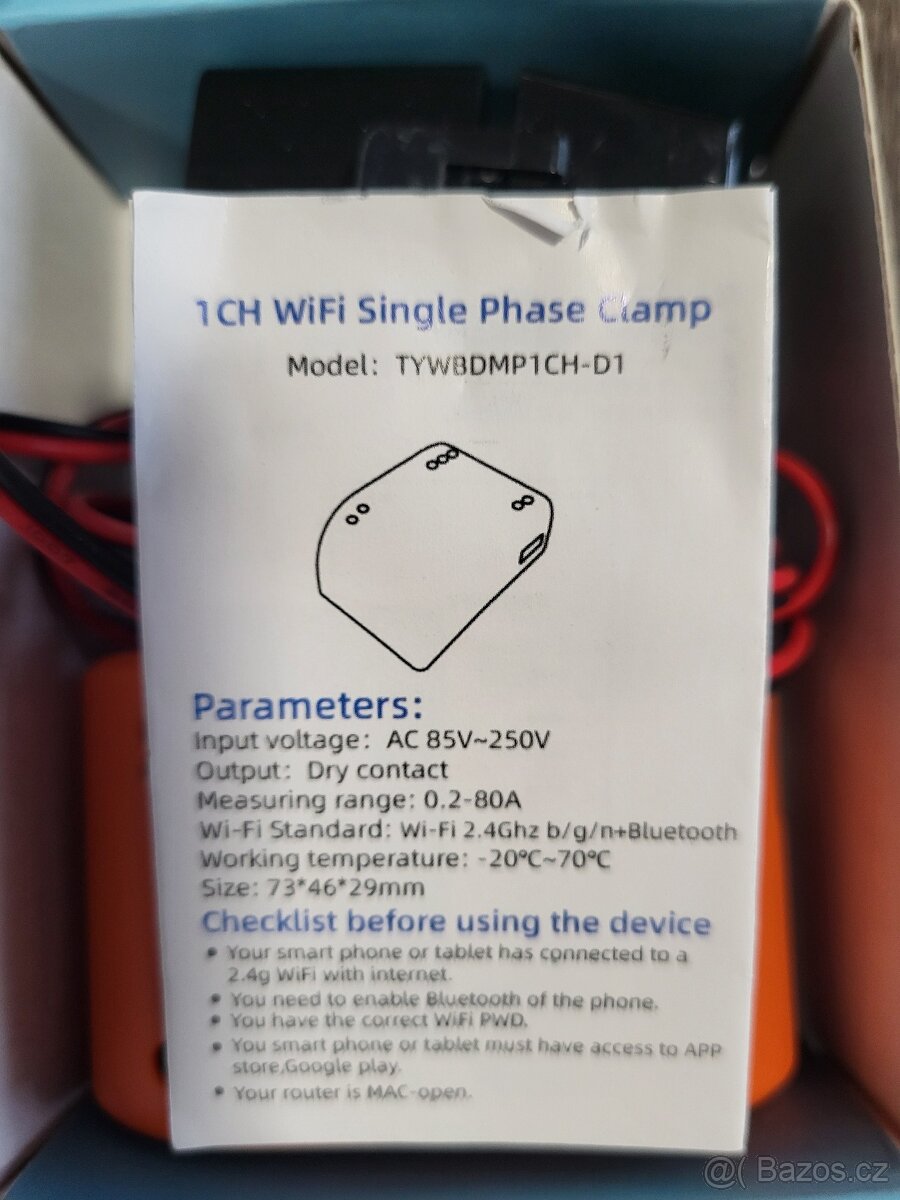 1CH WiFi Single Phase Clamp
Model: TYWBDMP1CH-D1
Parameters:
Input voltage: AC 85V~250V
Output: Dry contact
Measuring range: 0.2-80A
Wi-Fi Standard: Wi-Fi 2.4Ghz b/g/n+Bluetooth
Working temperature: -20℃~70℃
Size: 73*46*29mm
Checklist before using the device
• Your smart phone or tablet has connected to a
2.4g WiFi with internet.
• You need to enable Bluetooth of the phone.
• You have the correct WiFi PWD.
• You smart phone or tablet must have access to APP
store,Google play.
• Your router is MAC-open.
@( Bazos.cz